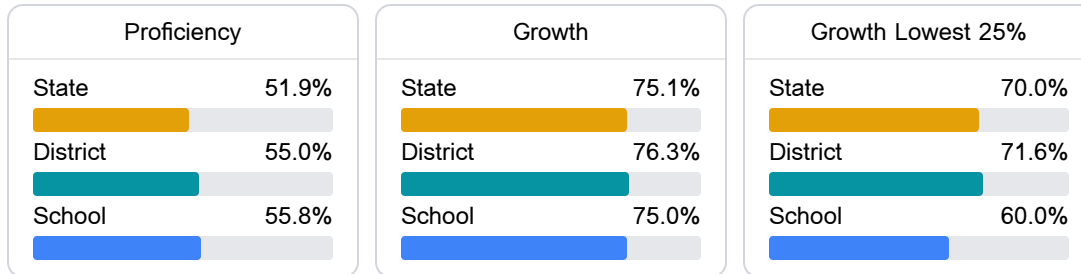 Proficiency
State 51.9%
District 55.0%
School 55.8%
Growth
State 75.1%
District 76.3%
School 75.0%
Growth Lowest 25%
State 70.0%
District 71.6%
School 60.0%